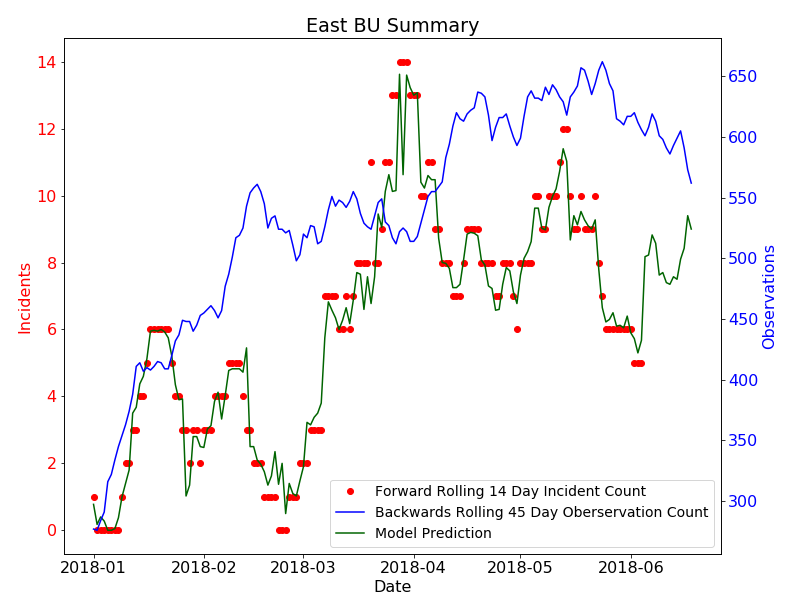 East BU Summary
14
12
10
8
6
4
2
0
Incidents
650
600
550
500
450
400
350
300
Observations
Forward Rolling 14 Day Incident Count
Backwards Rolling 45 Day Oberservation Count
Model Prediction
2018-01 2018-02 2018-03 2018-04 2018-05 2018-06
Date